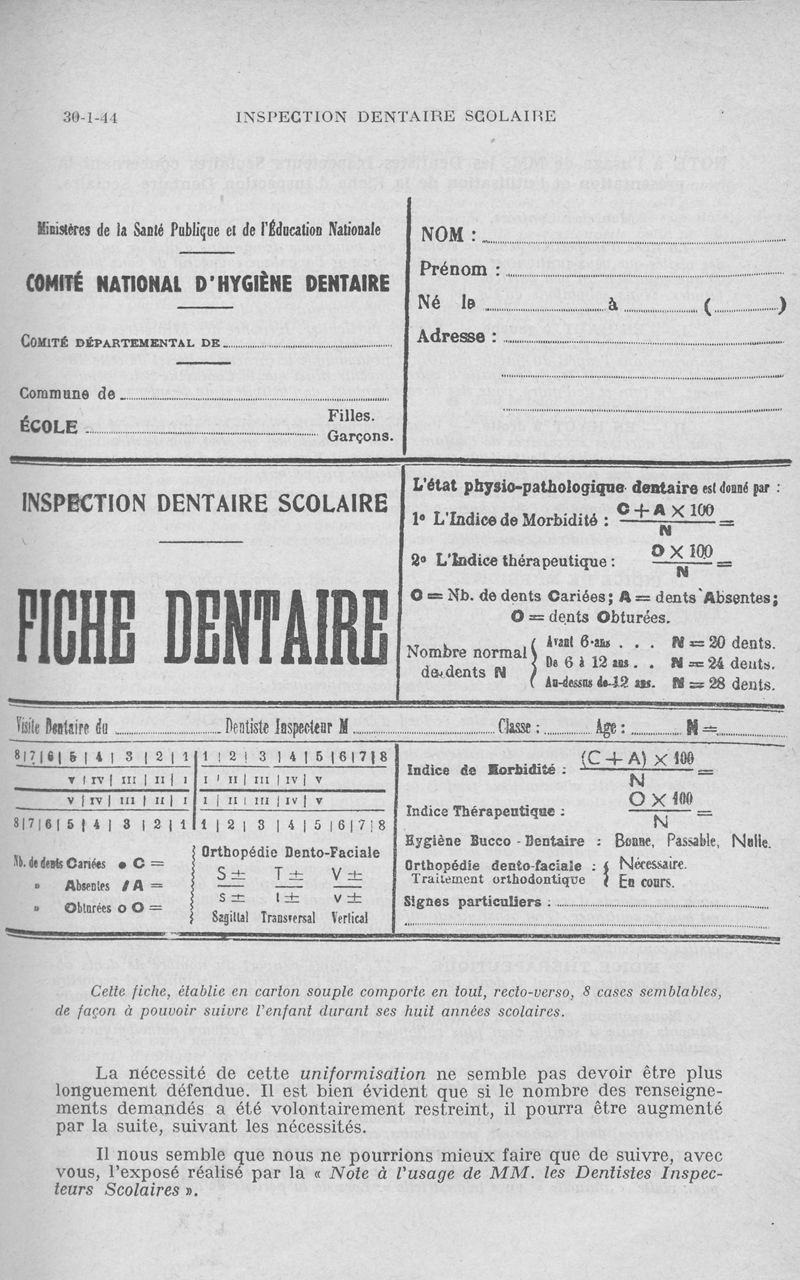 30-1-44 INSPECTION DENTAIRE SCOLAIRE
Ministères de la Santé Publique et de l'Éducation Nationale
COMITÉ NATIONAL D'HYGIÈNE DENTAIRE
COMITÉ DÉPARTEMENTAL DE
Commune de
ÉCOLE
Filles.
Garçons.
NOM :
Prénom :
Né le à ( )
Adresse :
INSPECTION DENTAIRE SCOLAIRE
FICHE DENTAIRE
L'état physio-pathologique dentaire est donné par :
1º L'Indice de Morbidité : C + A X 100 =
N
2º L'Indice thérapeutique : O X 100 =
N
C = Nb. de dents Cariées; A = dents Absentes;
O = dents Obturées.
Nombre normal
de dents N
Avant 6 ans . . . N = 20 dents.
De 6 à 12 ans . . N = 24 dents.
Au-dessus de 12 ans. N = 28 dents.
Visite Dentaire du Dentiste Inspecteur M Classe : Age : N =
8 | 7 | 6 | 5 | 4 | 3 | 2 | 1 | 1 | 2 | 3 | 4 | 5 | 6 | 7 | 8
V | IV | III | II | I | I | II | III | IV | V
V | IV | III | II | I | I | II | III | IV | V
8 | 7 | 6 | 5 | 4 | 3 | 2 | 1 | 1 | 2 | 3 | 4 | 5 | 6 | 7 | 8
Nb. de dents Cariées ● C =
» Absentes / A =
» Obturées o O =
Orthopédie Dento-Faciale
S ± T ± V ±
s ± t ± v ±
Sagittal Transversal Vertical
Indice de Morbidité : (C + A) X 100 =
N
Indice Thérapeutique : O X 100 =
N
Hygiène Bucco-Dentaire : Bonne, Passable, Nulle.
Orthopédie dento-faciale : Nécessaire.
Traitement orthodontique En cours.
Signes particuliers :
Cette fiche, établie en carton souple comporte en tout, recto-verso, 8 cases semblables,
de façon à pouvoir suivre l'enfant durant ses huit années scolaires.
La nécessité de cette uniformisation ne semble pas devoir être plus
longuement défendue. Il est bien évident que si le nombre des renseigne-
ments demandés a été volontairement restreint, il pourra être augmenté
par la suite, suivant les nécessités.
Il nous semble que nous ne pourrions mieux faire que de suivre, avec
vous, l'exposé réalisé par la « Note à l'usage de MM. les Dentistes Inspec-
teurs Scolaires ».